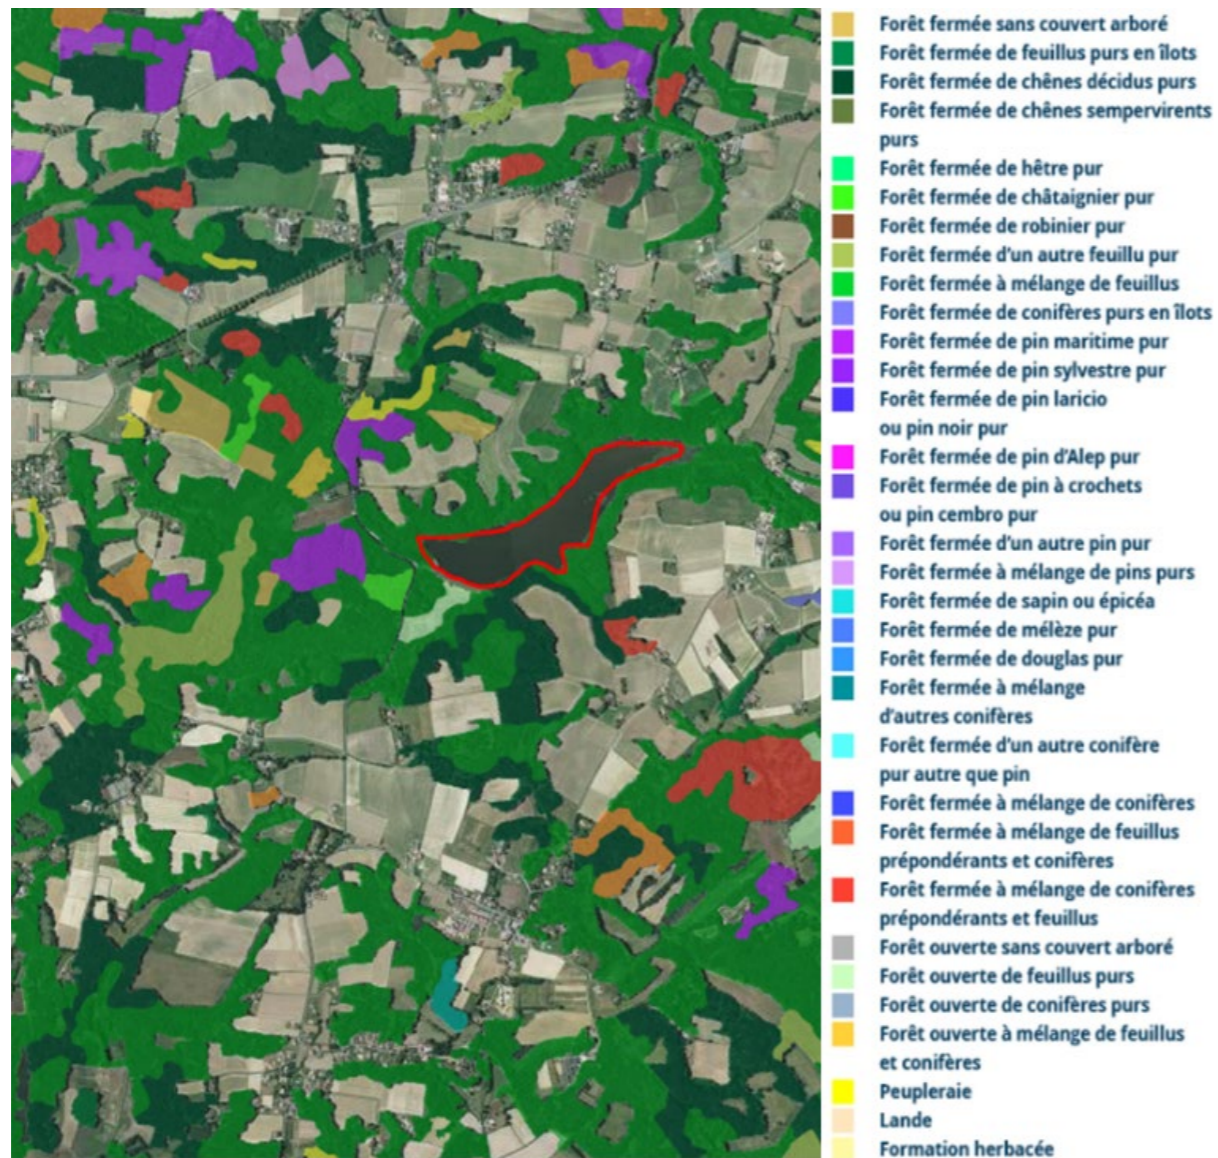 Forêt fermée sans couvert arboré
Forêt fermée de feuillus purs en îlots
Forêt fermée de chênes décidus purs
Forêt fermée de chênes sempervirents
purs
Forêt fermée de hêtre pur
Forêt fermée de châtaignier pur
Forêt fermée de robinier pur
Forêt fermée d'un autre feuillu pur
Forêt fermée à mélange de feuillus
Forêt fermée de conifères purs en îlots
Forêt fermée de pin maritime pur
Forêt fermée de pin sylvestre pur
Forêt fermée de pin laricio
ou pin noir pur
Forêt fermée de pin d'Alep pur
Forêt fermée de pin à crochets
ou pin cembro pur
Forêt fermée d'un autre pin pur
Forêt fermée à mélange de pins purs
Forêt fermée de sapin ou épicéa
Forêt fermée de mélèze pur
Forêt fermée de douglas pur
Forêt fermée à mélange
d'autres conifères
Forêt fermée d'un autre conifère
pur autre que pin
Forêt fermée à mélange de conifères
Forêt fermée à mélange de feuillus
prépondérants et conifères
Forêt fermée à mélange de conifères
prépondérants et feuillus
Forêt ouverte sans couvert arboré
Forêt ouverte de feuillus purs
Forêt ouverte de conifères purs
Forêt ouverte à mélange de feuillus
et conifères
Peupleraie
Lande
Formation herbacée